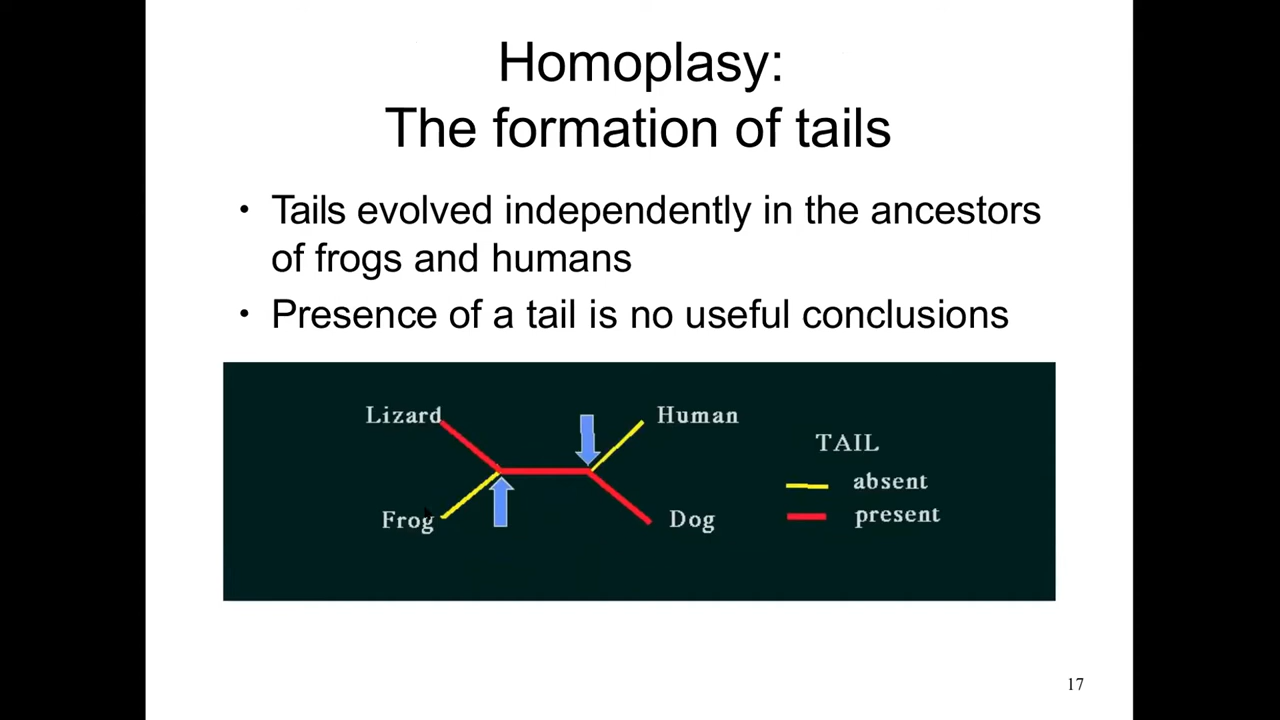 Homoplasy:
The formation of tails
• Tails evolved independently in the ancestors
of frogs and humans
• Presence of a tail is no useful conclusions
Lizard
Human
TAIL
absent
present
Frog
Dog
17